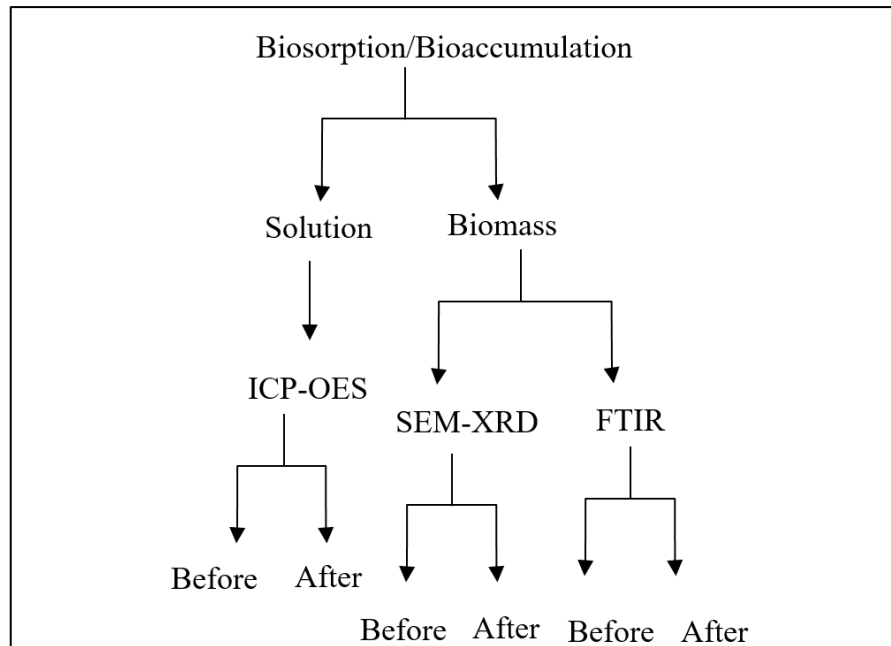 Biosorption/Bioaccumulation
Solution Biomass
ICP-OES
SEM-XRD FTIR
Before After
Before After Before After